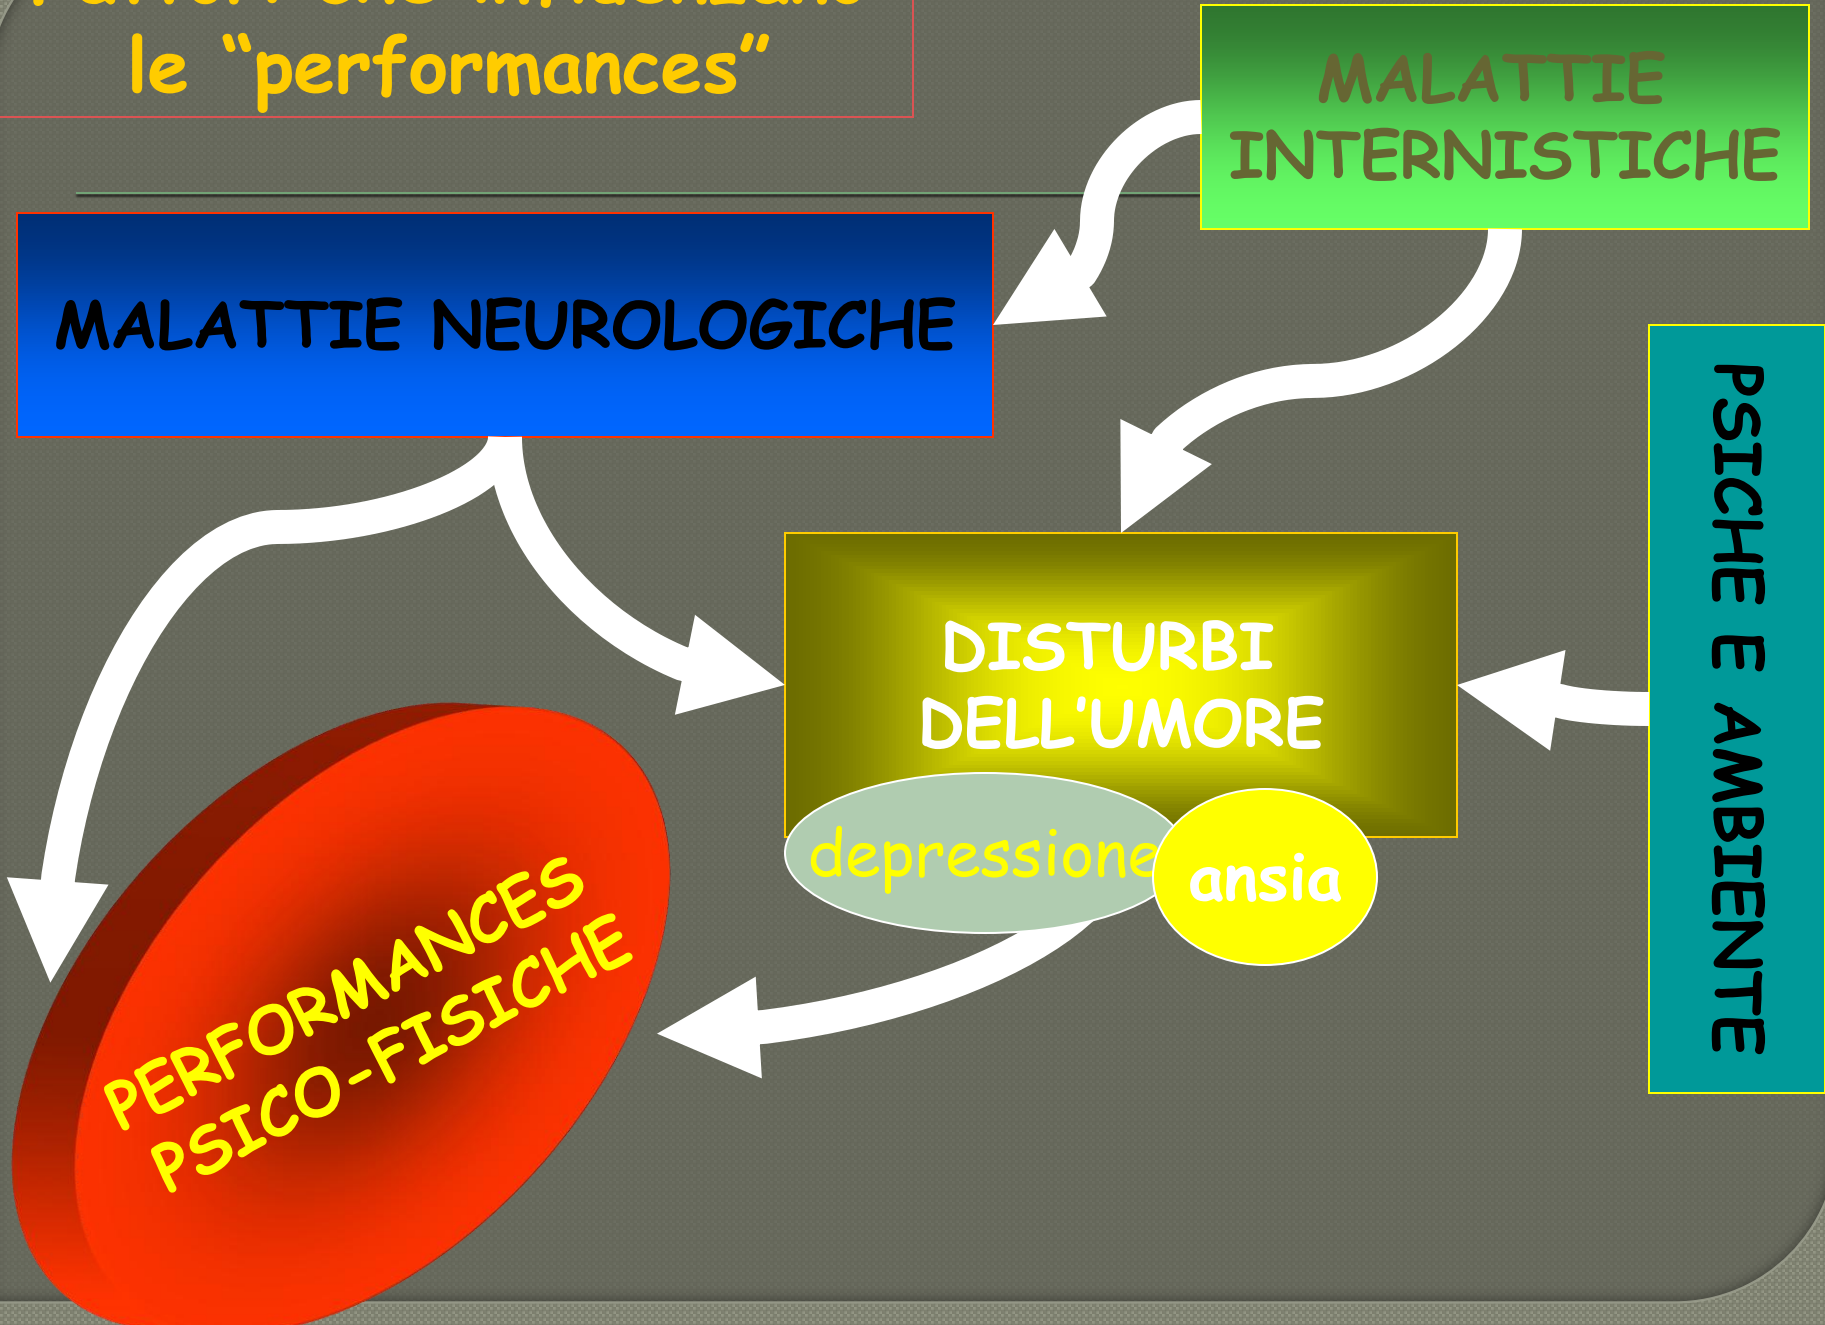 le “performances”
MALATTIE
INTERNISTICHE
MALATTIE NEUROLOGICHE
PSICHE E AMBIENTE
DISTURBI
DELL'UMORE
depressione
ansia
PERFORMANCES
PSICO-FISICHE